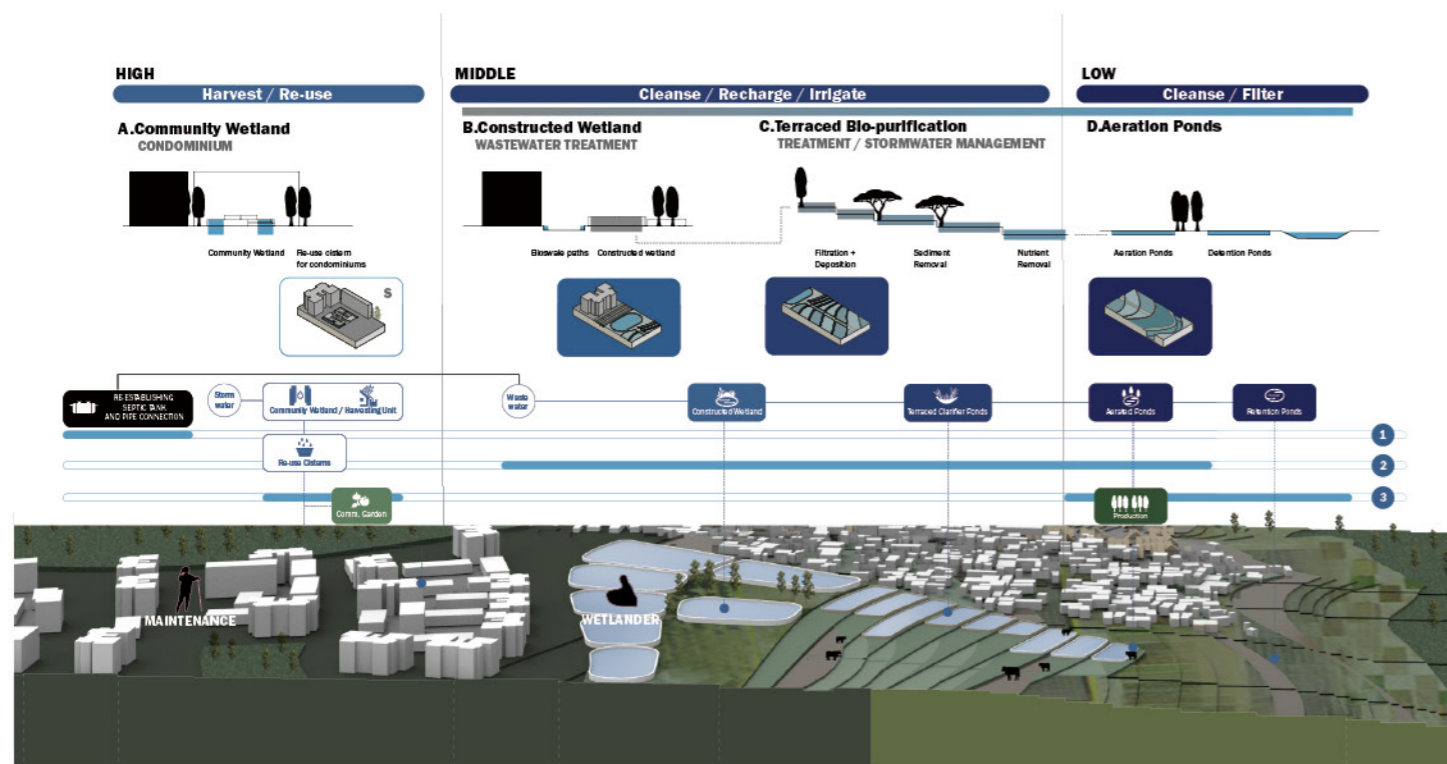 HIGH
Harvest / Re-use
A.Community Wetland
CONDOMINIUM
Community Wetland
Re-use cistern
for condominiums
S
MIDDLE
Cleanse / Recharge / Irrigate
B.Constructed Wetland
WASTEWATER TREATMENT
Bioswale paths
Constructed wetland
C.Terraced Bio-purification
TREATMENT / STORMWATER MANAGEMENT
Filtration +
Deposition
Sediment
Removal
Nutrient
Removal
LOW
Cleanse / Filter
D.Aeration Ponds
Aeration Ponds
Detention Ponds
RE-ESTABLISHING
SEPTIC TANK
AND PIPE CONNECTION
Storm
water
Community Wetland / Harvesting Unit
Waste
water
Constructed Wetland
Terraced Clarifier Ponds
Aerated Ponds
Retention Ponds
1
Re-use Cisterns
2
Comm. Garden
Production
3
MAINTENANCE
WETLANDER